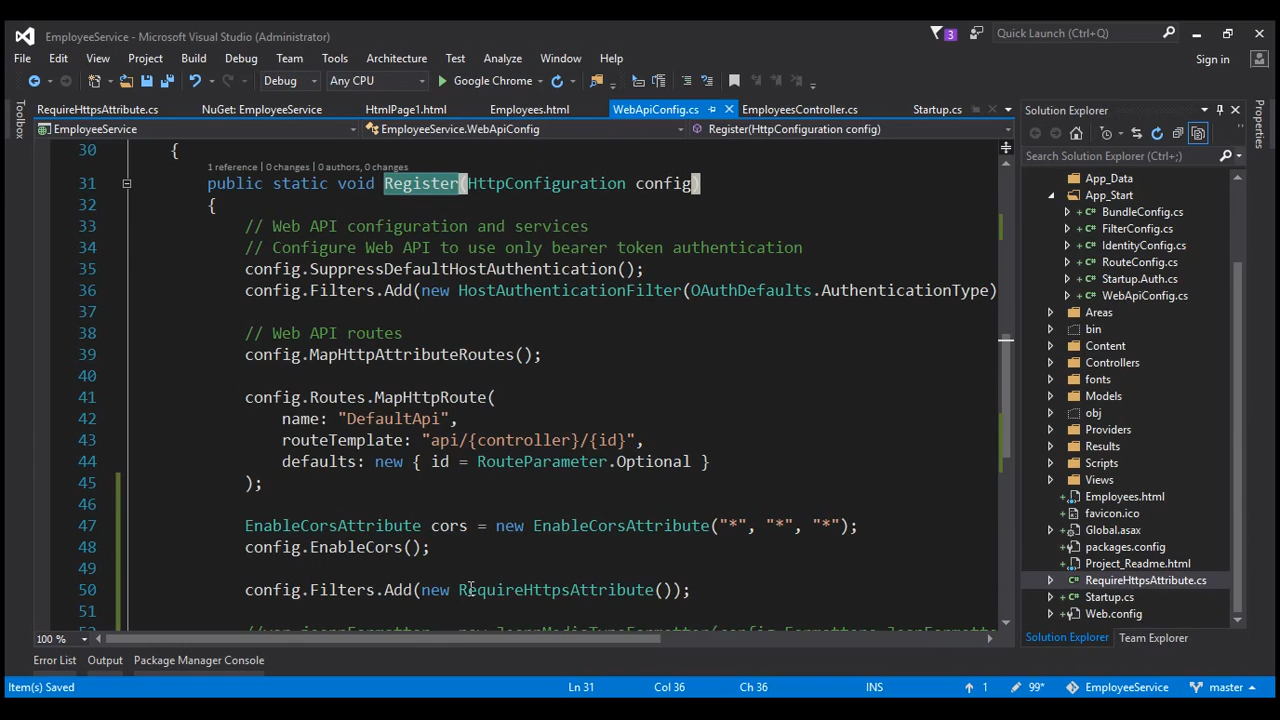 EmployeeService - Microsoft Visual Studio (Administrator)
3
Quick Launch (Ctrl+Q)
File Edit View Project Build Debug Team Tools Architecture Test Analyze Window Help
Sign in
Debug Any CPU Google Chrome
RequireHttpsAttribute.cs NuGet: EmployeeService HtmlPage1.html Employees.html WebApiConfig.cs EmployeesController.cs Startup.cs
EmployeeService EmployeeService.WebApiConfig Register(HttpConfiguration config)
Toolbox
30 {
1 reference | 0 changes | 0 authors, 0 changes
31 public static void Register(HttpConfiguration config)
32 {
33 // Web API configuration and services
34 // Configure Web API to use only bearer token authentication
35 config.SuppressDefaultHostAuthentication();
36 config.Filters.Add(new HostAuthenticationFilter(OAuthDefaults.AuthenticationType)
37
38 // Web API routes
39 config.MapHttpAttributeRoutes();
40
41 config.Routes.MapHttpRoute(
42 name: "DefaultApi",
43 routeTemplate: "api/{controller}/{id}",
44 defaults: new { id = RouteParameter.Optional }
45 );
46
47 EnableCorsAttribute cors = new EnableCorsAttribute("*", "*", "*");
48 config.EnableCors();
49
50 config.Filters.Add(new RequireHttpsAttribute());
51
100 %
Solution Explorer
Search Solution Explorer (Ctrl+;)
App_Data
App_Start
BundleConfig.cs
FilterConfig.cs
IdentityConfig.cs
RouteConfig.cs
Startup.Auth.cs
WebApiConfig.cs
Areas
bin
Content
Controllers
fonts
Models
obj
Providers
Results
Scripts
Views
Employees.html
favicon.ico
Global.asax
packages.config
Project_Readme.html
RequireHttpsAttribute.cs
Startup.cs
Web.config
Solution Explorer Team Explorer
Properties
Error List Output Package Manager Console
Item(s) Saved Ln 31 Col 36 Ch 36 INS 1 99* EmployeeService master